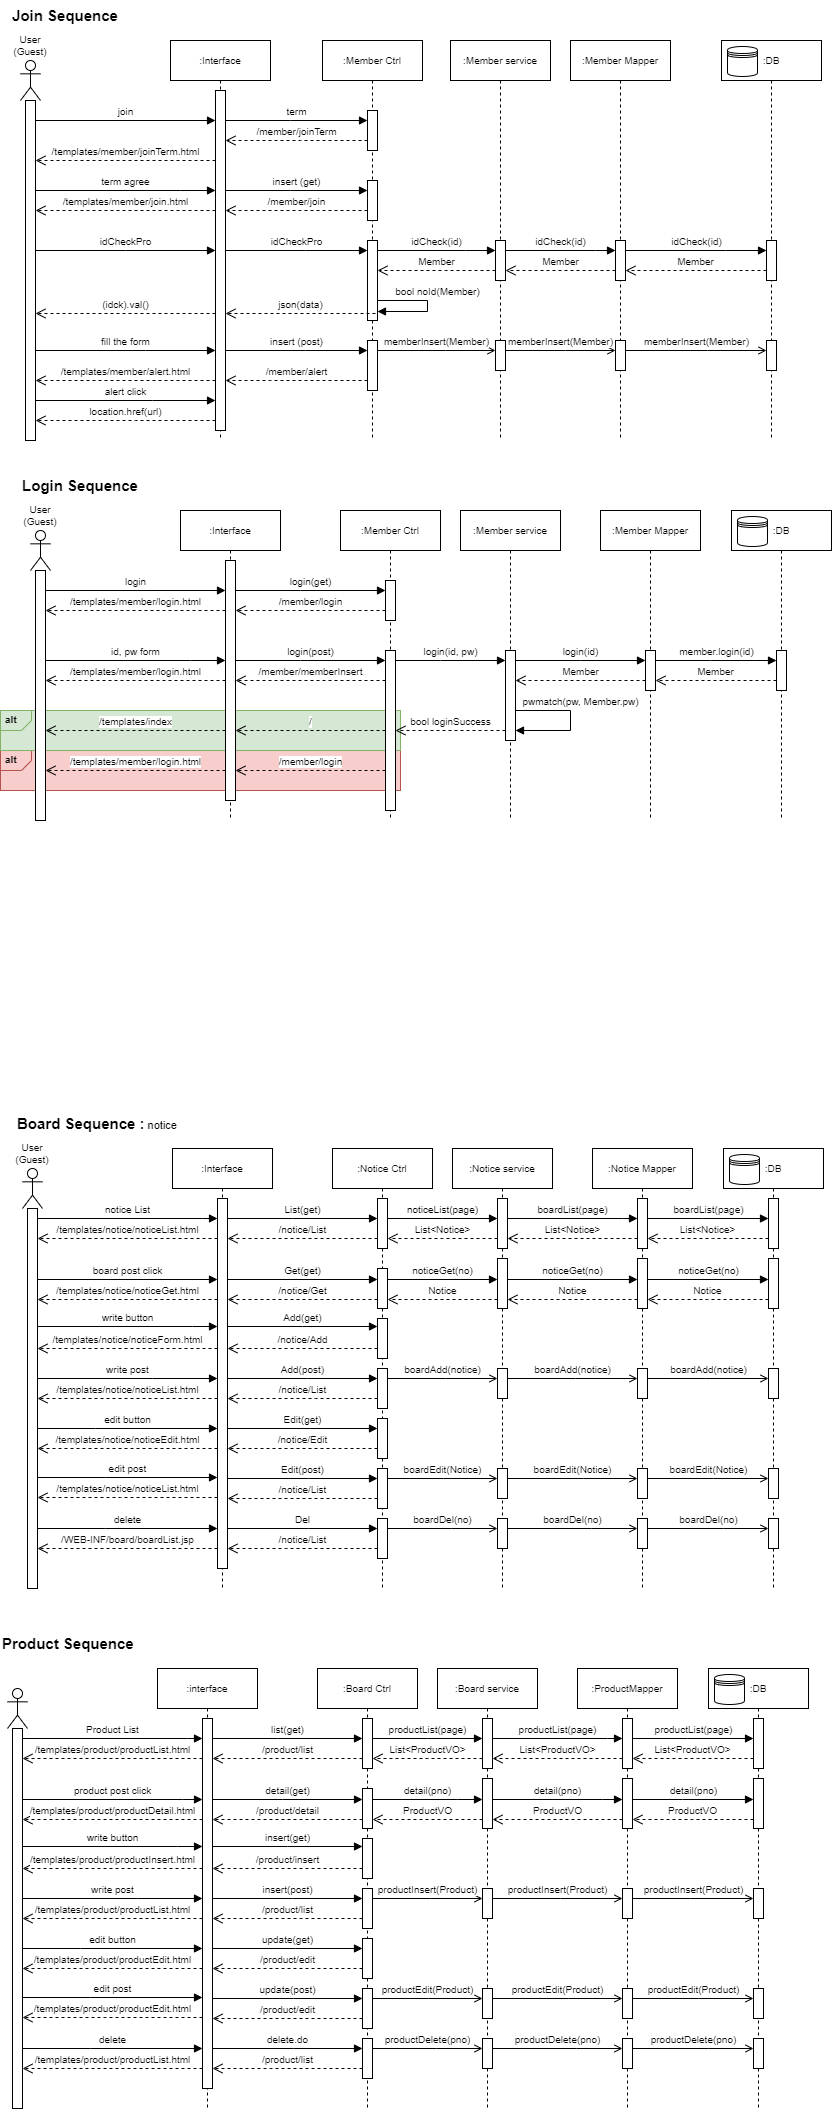 Join Sequence
User
(Guest)
:Interface
:Member Ctrl
:Member service
:Member Mapper
:DB
join
term
/member/joinTerm
/templates/member/joinTerm.html
term agree
insert (get)
/templates/member/join.html
/member/join
idCheckPro
idCheckPro
idCheck(id)
idCheck(id)
idCheck(id)
Member
Member
Member
bool noId(Member)
(idck).val()
json(data)
fill the form
insert (post)
memberInsert(Member)
memberInsert(Member)
memberInsert(Member)
/templates/member/alert.html
/member/alert
alert click
location.href(url)
Login Sequence
User
(Guest)
:Interface
:Member Ctrl
:Member service
:Member Mapper
:DB
login
login(get)
/templates/member/login.html
/member/login
id, pw form
login(post)
login(id, pw)
login(id)
member.login(id)
/templates/member/login.html
/member/memberInsert
Member
Member
pwmatch(pw, Member.pw)
alt
/templates/index
/
bool loginSuccess
alt
/templates/member/login.html
/member/login
Board Sequence : notice
User
(Guest)
:Interface
:Notice Ctrl
:Notice service
:Notice Mapper
:DB
notice List
List(get)
noticeList(page)
boardList(page)
boardList(page)
/templates/notice/noticeList.html
/notice/List
List<Notice>
List<Notice>
List<Notice>
board post click
Get(get)
noticeGet(no)
noticeGet(no)
noticeGet(no)
/templates/notice/noticeGet.html
/notice/Get
Notice
Notice
Notice
write button
Add(get)
/templates/notice/noticeForm.html
/notice/Add
write post
Add(post)
boardAdd(notice)
boardAdd(notice)
boardAdd(notice)
/templates/notice/noticeList.html
/notice/List
edit button
Edit(get)
/templates/notice/noticeEdit.html
/notice/Edit
edit post
Edit(post)
boardEdit(Notice)
boardEdit(Notice)
boardEdit(Notice)
/templates/notice/noticeList.html
/notice/List
delete
Del
boardDel(no)
boardDel(no)
boardDel(no)
/WEB-INF/board/boardList.jsp
/notice/List
Product Sequence
:interface
:Board Ctrl
:Board service
:ProductMapper
:DB
Product List
list(get)
productList(page)
productList(page)
productList(page)
/templates/product/productList.html
/product/list
List<ProductVO>
List<ProductVO>
List<ProductVO>
product post click
detail(get)
detail(pno)
detail(pno)
detail(pno)
/templates/product/productDetail.html
/product/detail
ProductVO
ProductVO
ProductVO
write button
insert(get)
/templates/product/productInsert.html
/product/insert
write post
insert(post)
productInsert(Product)
productInsert(Product)
productInsert(Product)
/templates/product/productList.html
/product/list
edit button
update(get)
/templates/product/productEdit.html
/product/edit
edit post
update(post)
productEdit(Product)
productEdit(Product)
productEdit(Product)
/templates/product/productEdit.html
/product/edit
delete
delete.do
productDelete(pno)
productDelete(pno)
productDelete(pno)
/templates/product/productList.html
/product/list